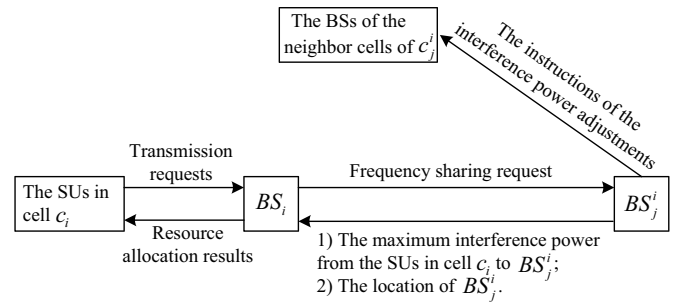 The BSs of the
neighbor cells of c_j^i
The instructions of the
interference power adjustments
Transmission
requests
Frequency sharing request
The SUs in
cell c_i
BS_i
BS_j^i
Resource
allocation results
1) The maximum interference power
from the SUs in cell c_i to BS_j^i;
2) The location of BS_j^i.